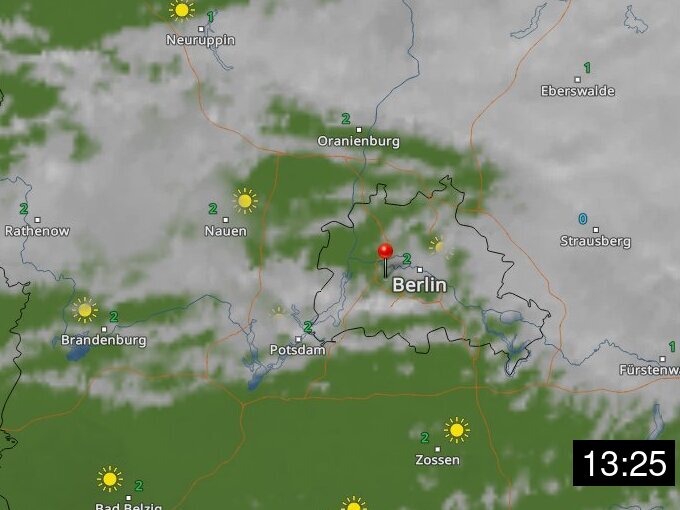 1
Neuruppin
1
Eberswalde
2
Oranienburg
2
Rathenow
2
Nauen
0
Strausberg
2
Berlin
2
Brandenburg
2
Potsdam
1
Fürstenwa
2
Zossen
13:25
2
Bad Belzig